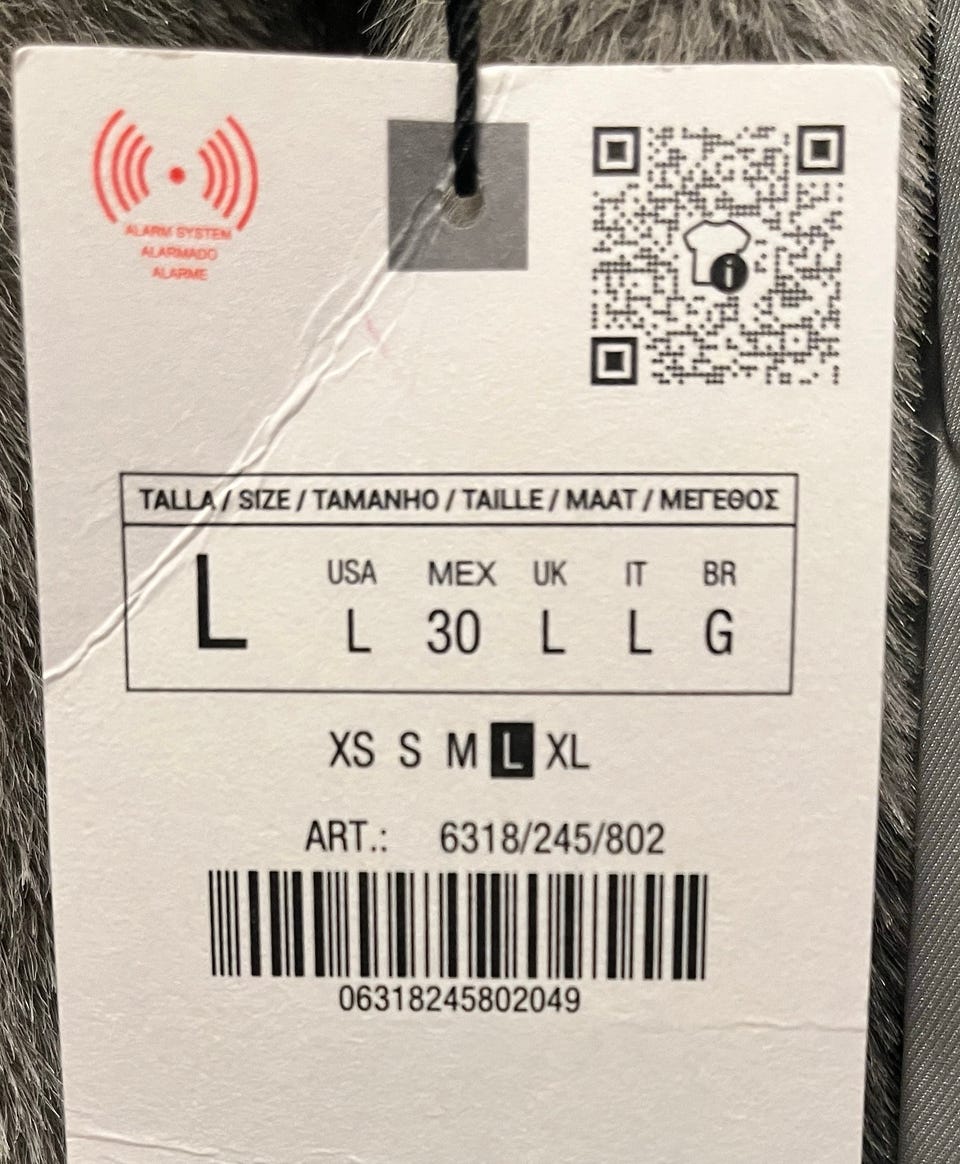 ALARM SYSTEM
ALARMADO
ALARME
i
TALLA / SIZE / TAMANHO / TAILLE / MAAT / ΜΕΓΕΘΟΣ
L
USA MEX UK IT BR
L 30 L L G
XS S M L XL
ART.: 6318/245/802
06318245802049